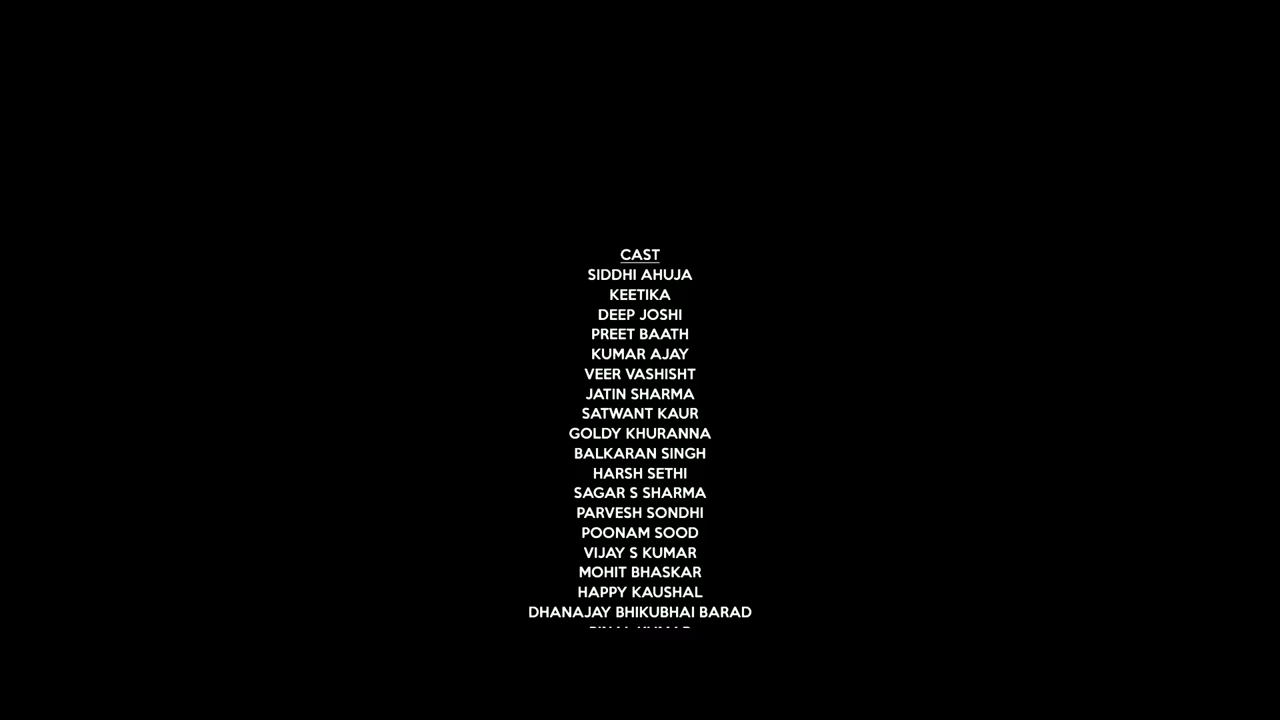 CAST
SIDDHI AHUJA
KEETIKA
DEEP JOSHI
PREET BAATH
KUMAR AJAY
VEER VASHISHT
JATIN SHARMA
SATWANT KAUR
GOLDY KHURANNA
BALKARAN SINGH
HARSH SETHI
SAGAR S SHARMA
PARVESH SONDHI
POONAM SOOD
VIJAY S KUMAR
MOHIT BHASKAR
HAPPY KAUSHAL
DHANAJAY BHIKUBHAI BARAD
KUMAR